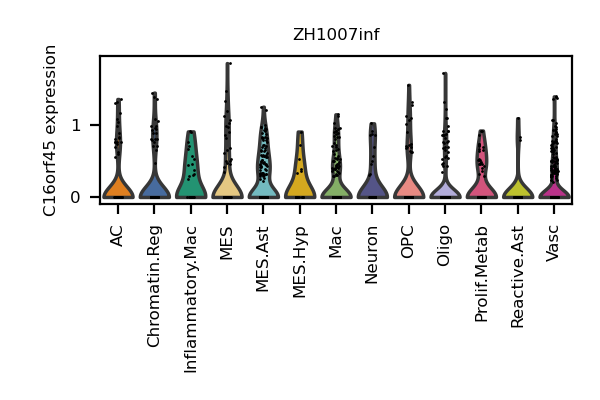 ZH1007inf
C16orf45 expression
1
0
AC
Chromatin.Reg
Inflammatory.Mac
MES
MES.Ast
MES.Hyp
Mac
Neuron
OPC
Oligo
Prolif.Metab
Reactive.Ast
Vasc